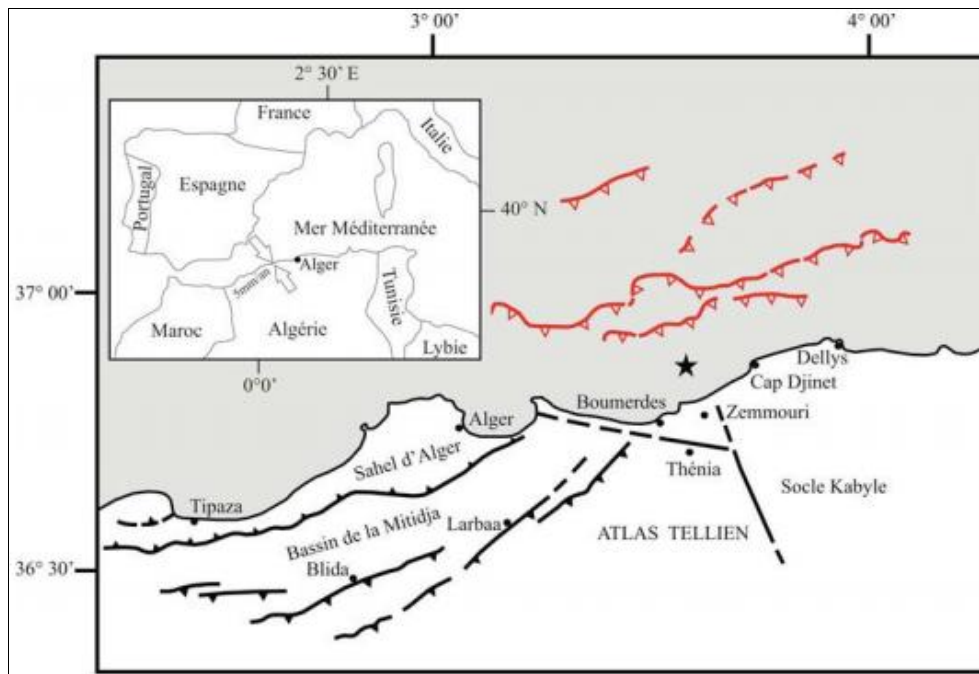 3° 00'
4° 00'
2° 30' E
France
Italie
Portugal
Espagne
40° N
Mer Méditerranée
Alger
5mm/an
Tunisie
Maroc
Algérie
Lybie
0°0'
37° 00'
36° 30'
Dellys
Cap Djinet
Boumerdes
Zemmouri
Alger
Sahel d'Alger
Thénia
Socle Kabyle
Tipaza
Bassin de la Mitidja
Larbaa
ATLAS TELLIEN
Blida